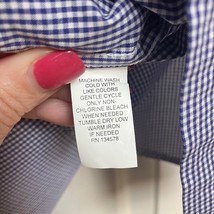 MACHINE WASH
COLD WITH
LIKE COLORS
GENTLE CYCLE
ONLY NON-
CHLORINE BLEACH
WHEN NEEDED
TUMBLE DRY LOW
WARM IRON
IF NEEDED
RN 134578